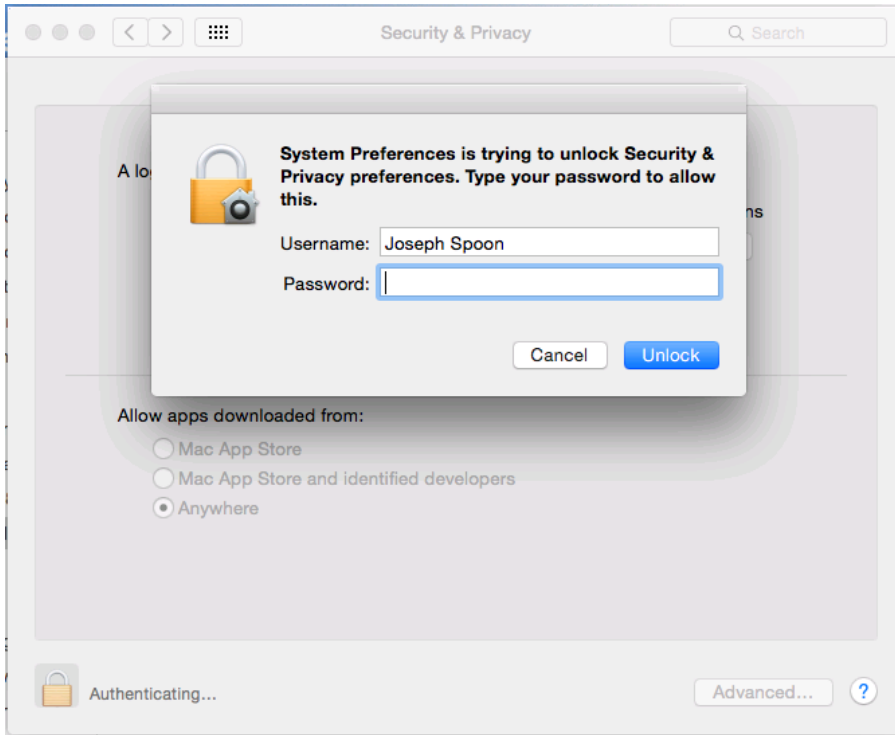 Security & Privacy
Search
System Preferences is trying to unlock Security &
Privacy preferences. Type your password to allow
this.
Username: Joseph Spoon
Password:
Cancel
Unlock
Allow apps downloaded from:
Mac App Store
Mac App Store and identified developers
Anywhere
Authenticating...
Advanced...
?